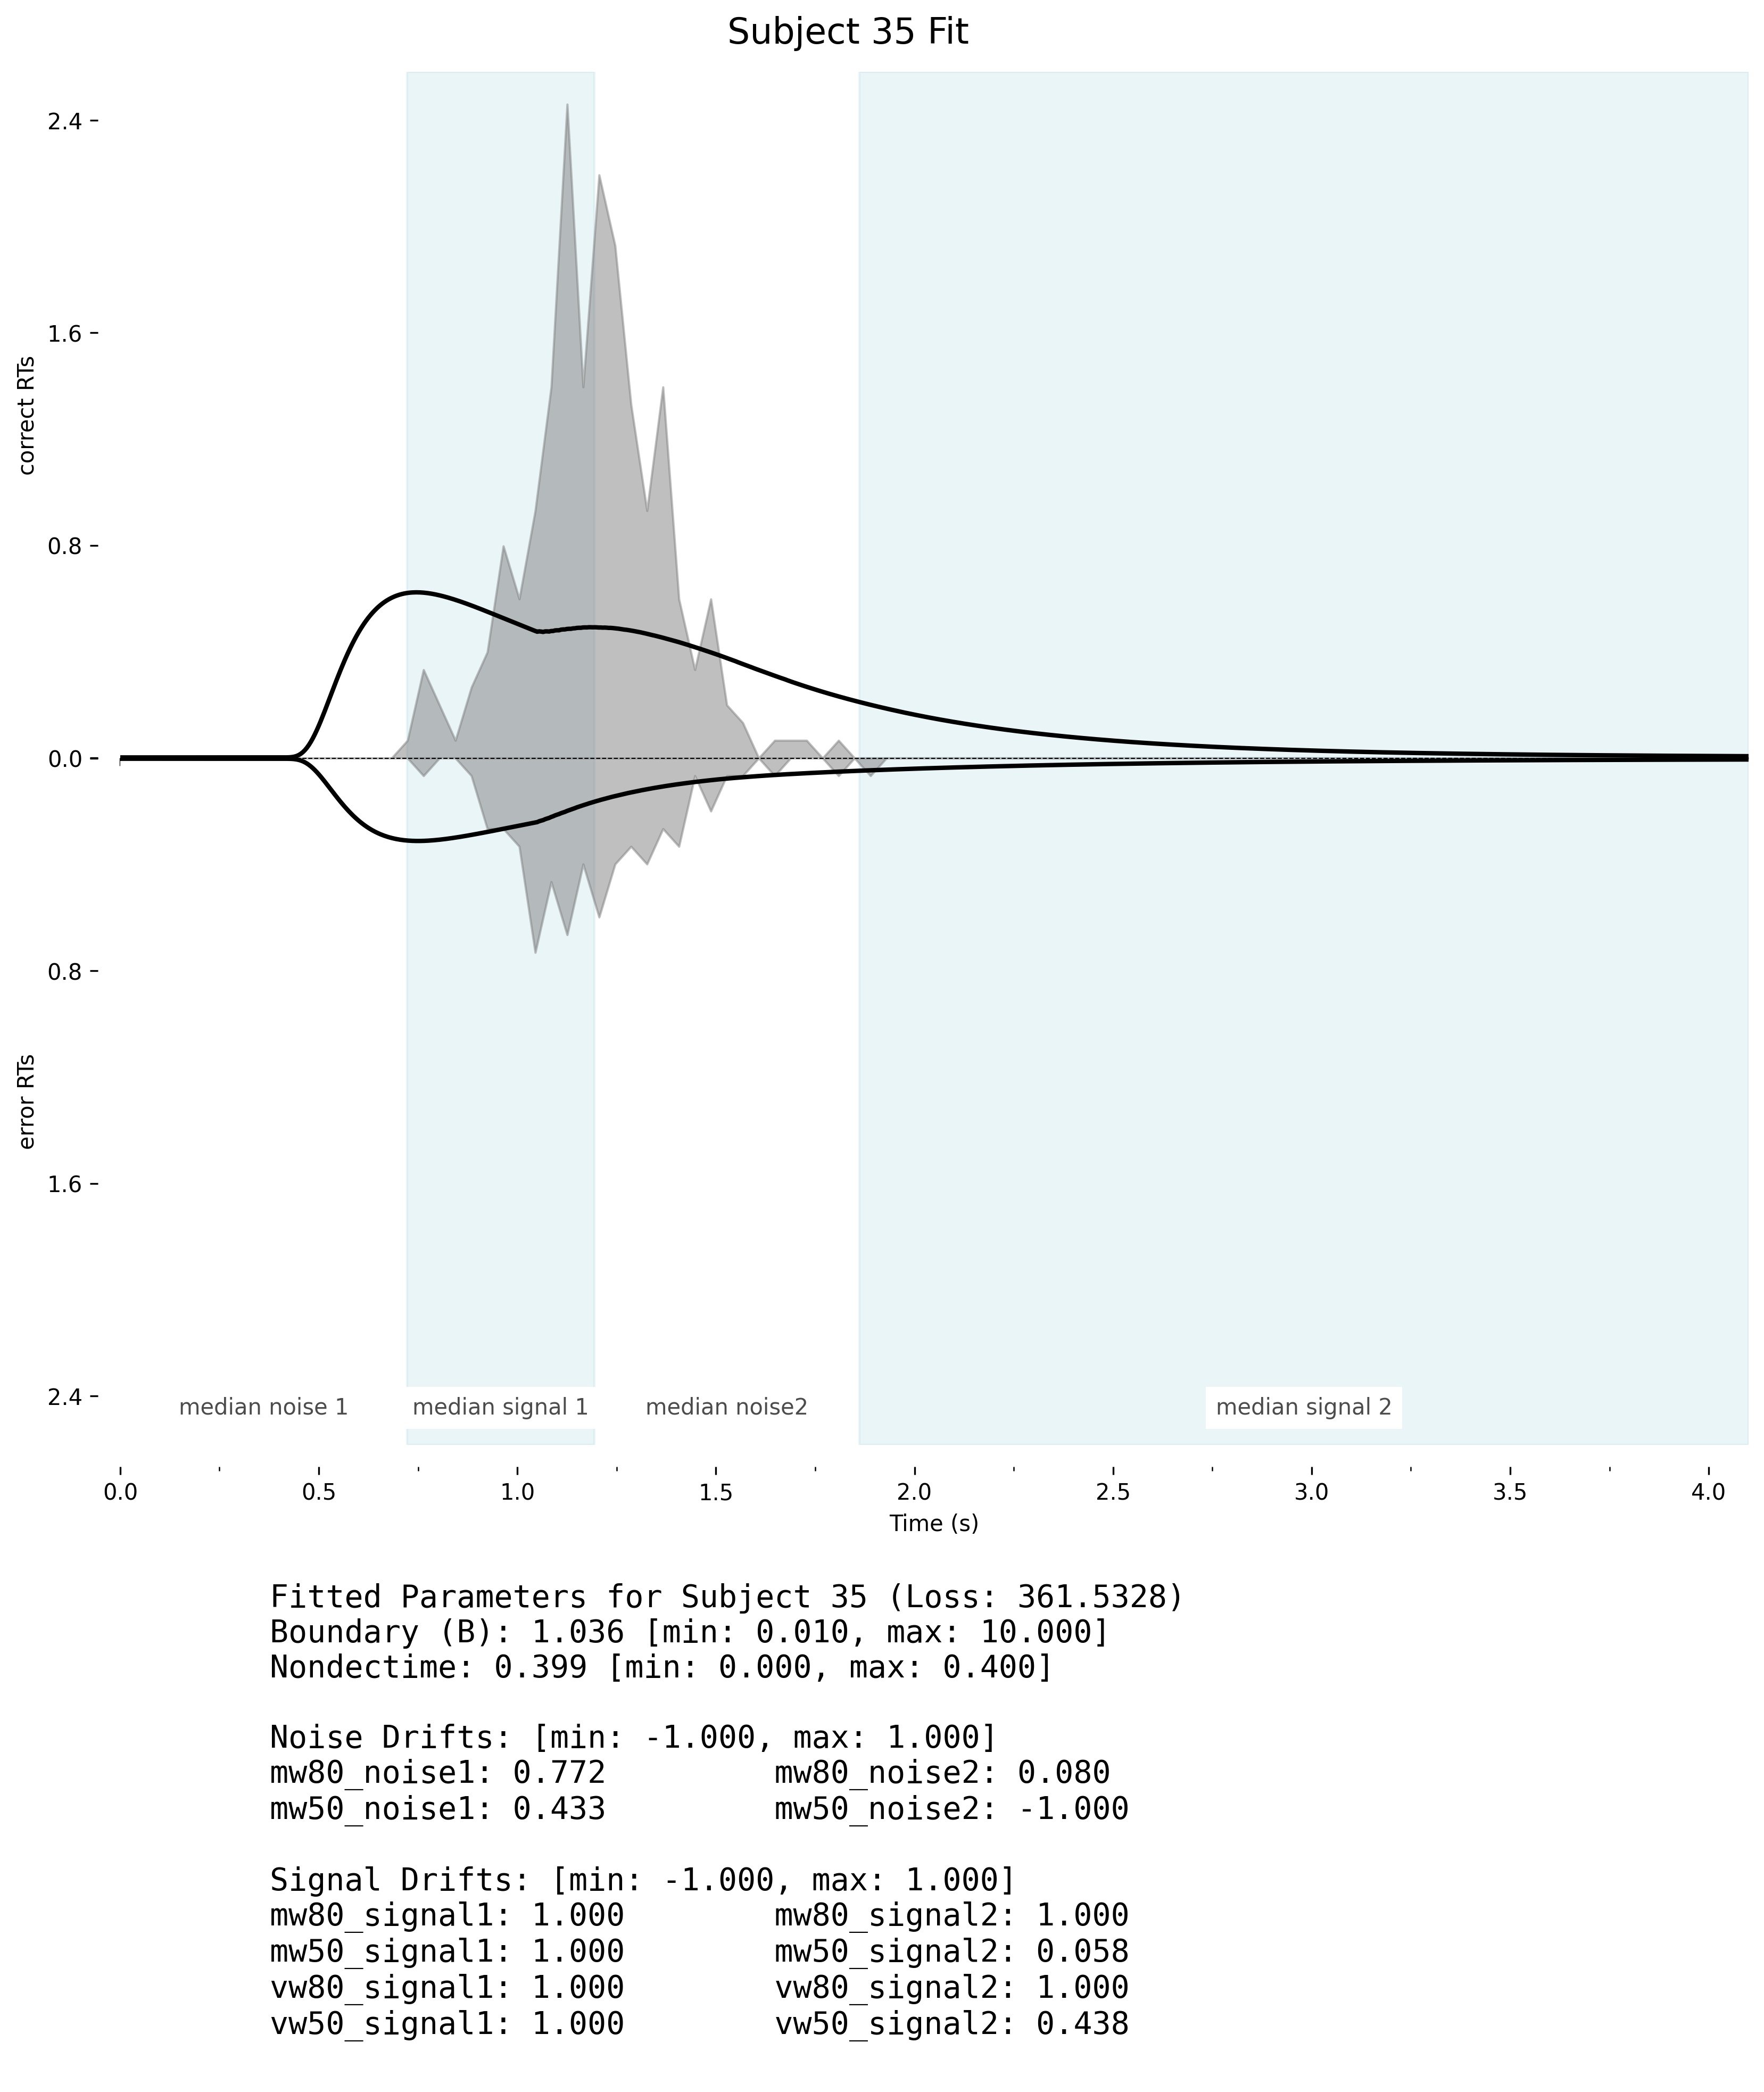 Subject 35 Fit
2.4
1.6
0.8
0.0
0.8
1.6
2.4
correct RTs
error RTs
median noise 1 median signal 1 median noise2 median signal 2
0.0 0.5 1.0 1.5 2.0 2.5 3.0 3.5 4.0
Time (s)
Fitted Parameters for Subject 35 (Loss: 361.5328)
Boundary (B): 1.036 [min: 0.010, max: 10.000]
Nondectime: 0.399 [min: 0.000, max: 0.400]
Noise Drifts: [min: -1.000, max: 1.000]
mw80_noise1: 0.772 mw80_noise2: 0.080
mw50_noise1: 0.433 mw50_noise2: -1.000
Signal Drifts: [min: -1.000, max: 1.000]
mw80_signal1: 1.000 mw80_signal2: 1.000
mw50_signal1: 1.000 mw50_signal2: 0.058
vw80_signal1: 1.000 vw80_signal2: 1.000
vw50_signal1: 1.000 vw50_signal2: 0.438